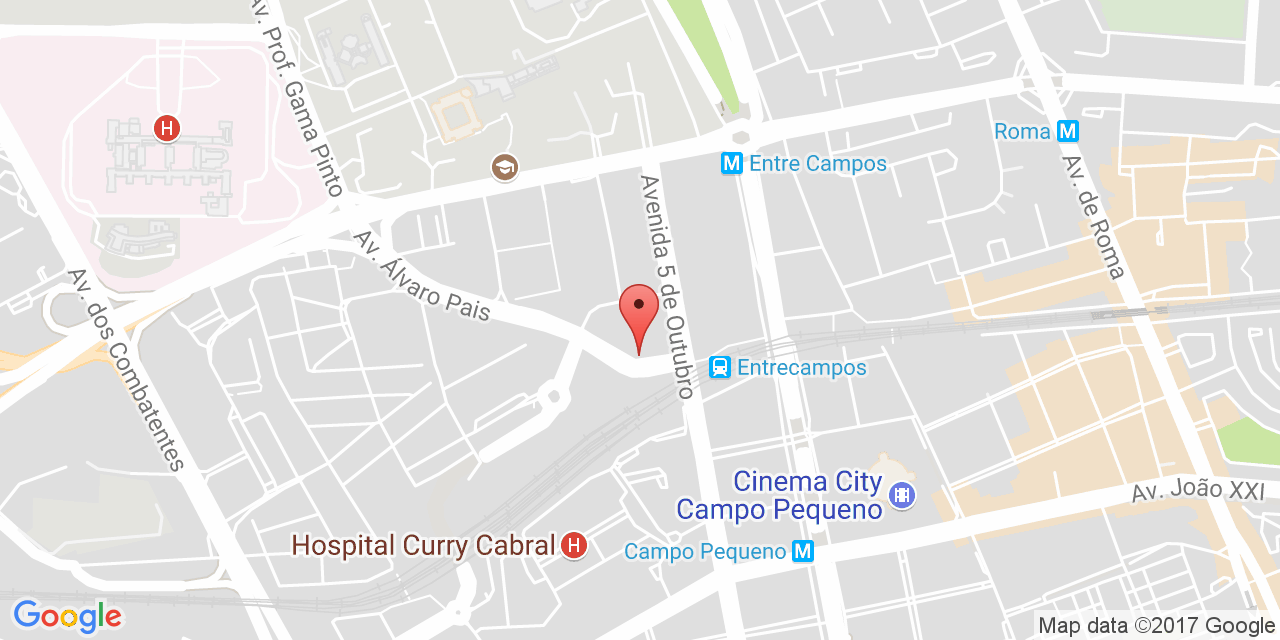 Av. Prof. Gama Pinto
H
Roma M
M Entre Campos
Avenida 5 de Outubro
Av. de Roma
Av. Álvaro Pais
Av. dos Combatentes
Entrecampos
Cinema City
Campo Pequeno
Av. João XXI
Hospital Curry Cabral H
Campo Pequeno M
Google
Map data ©2017 Google